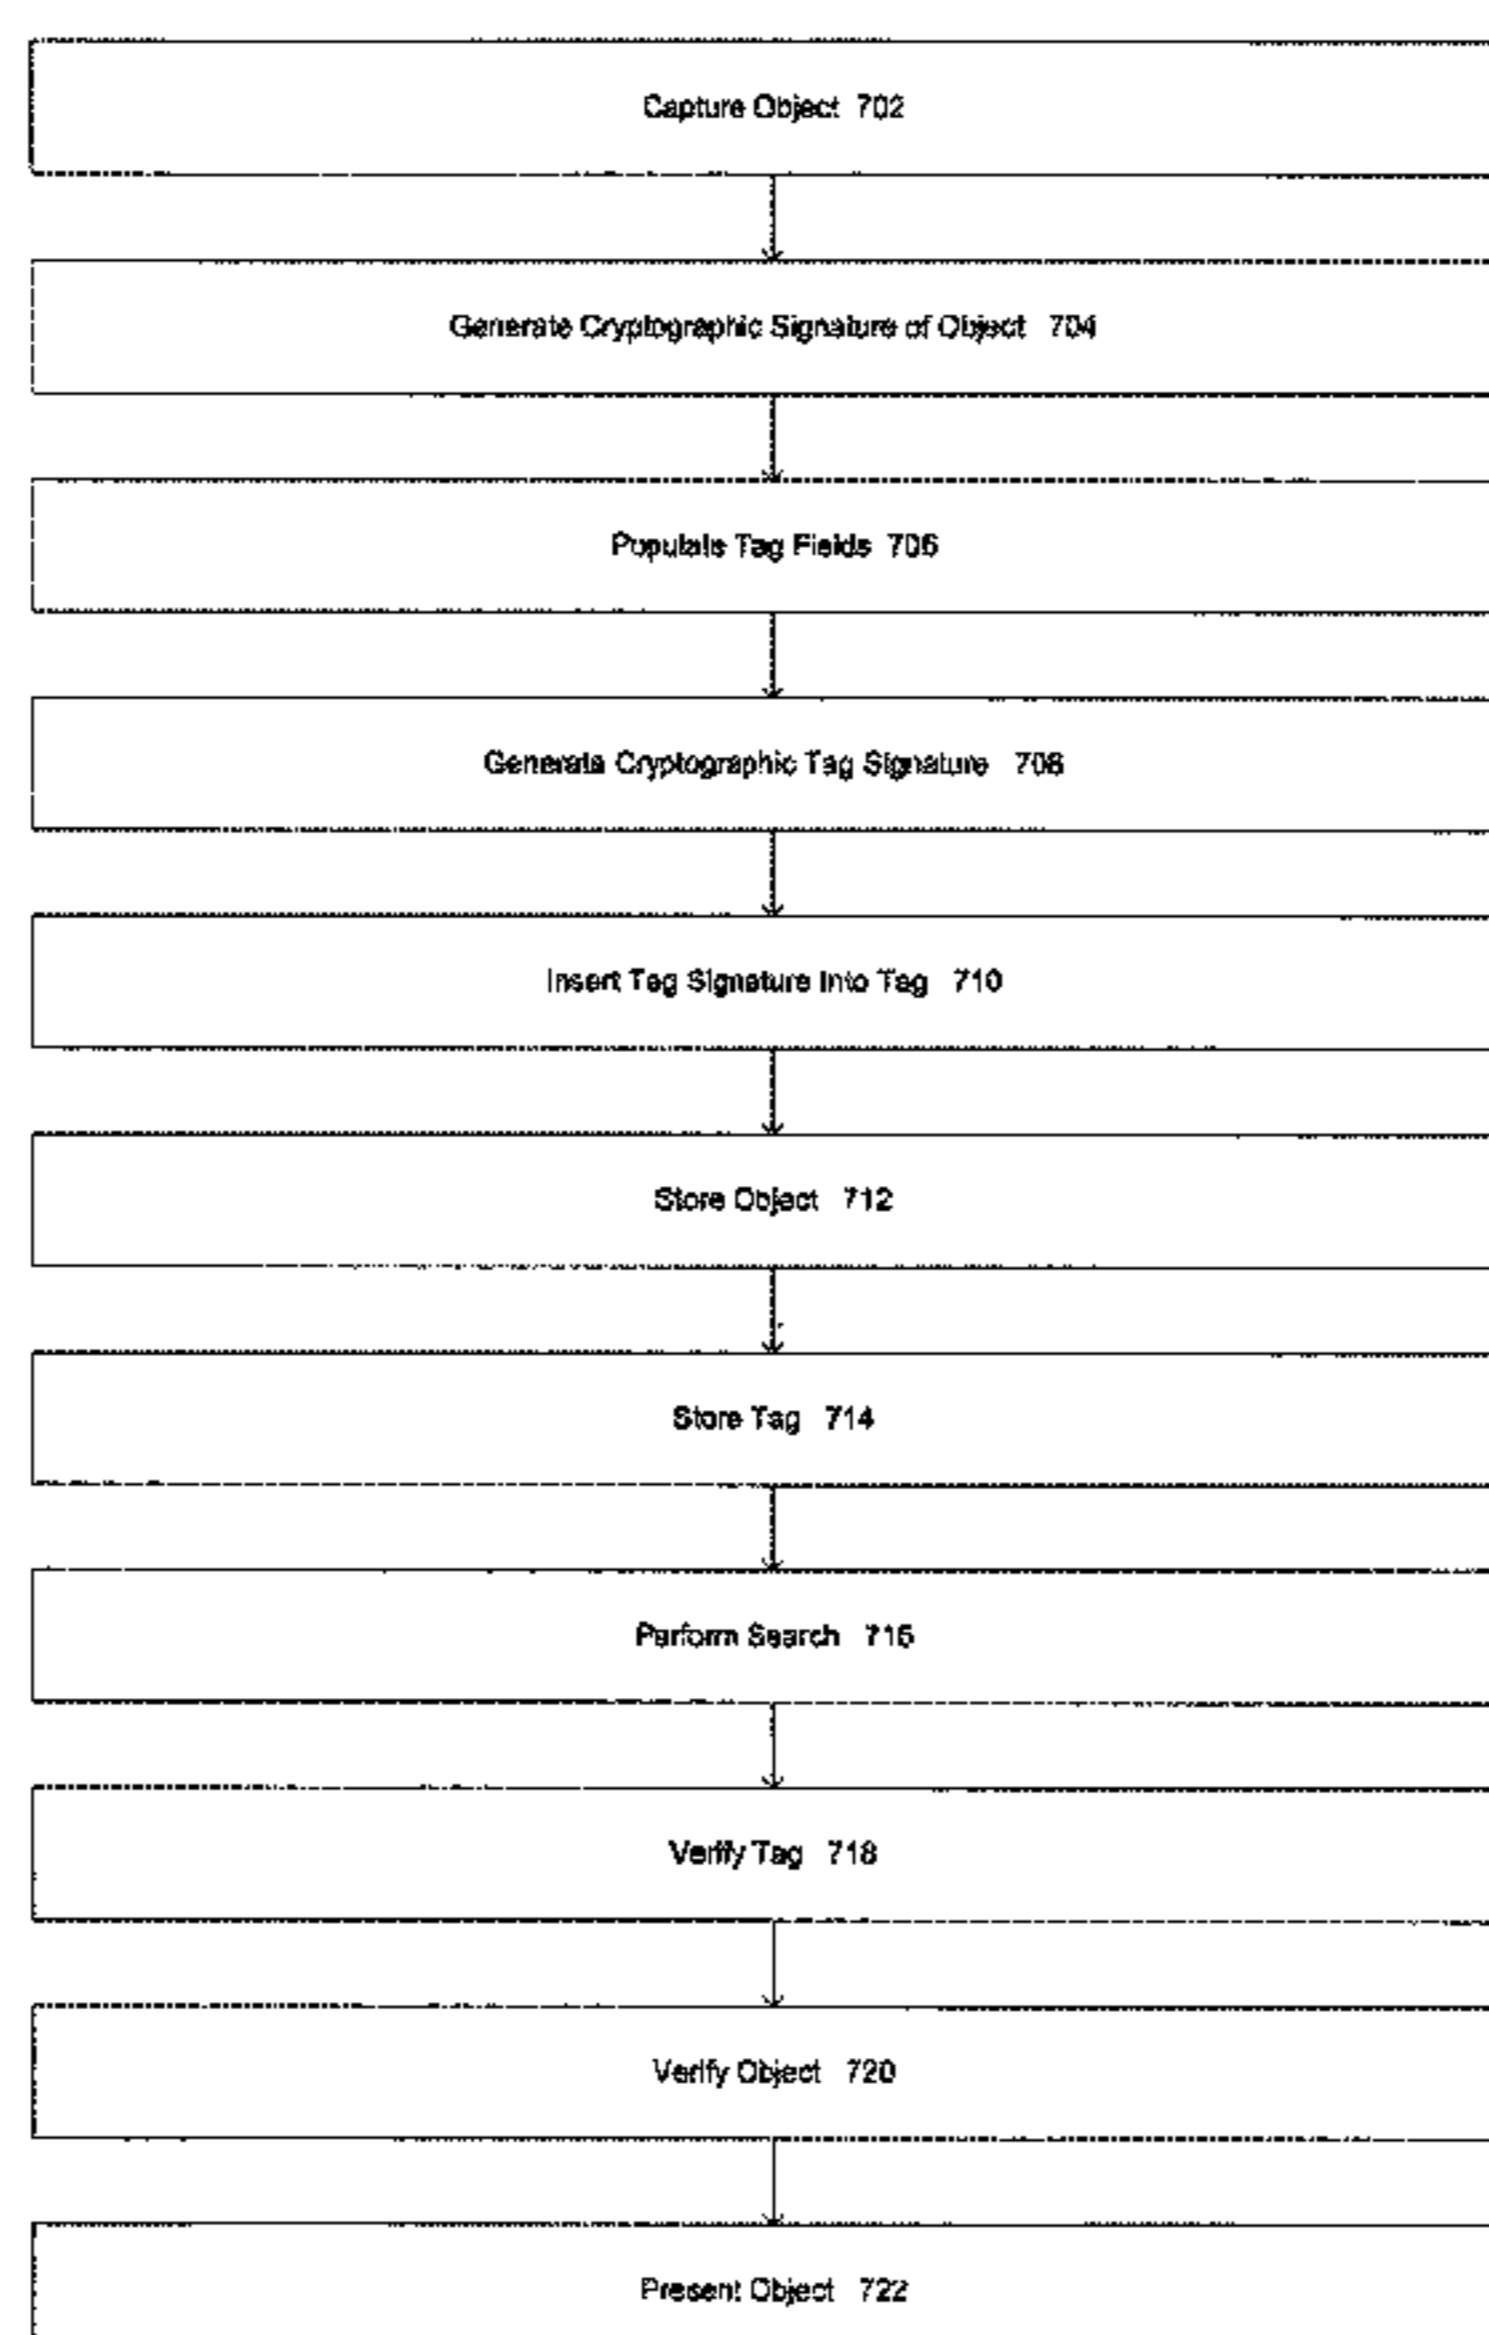 Capture Object 702
Generate Cryptographic Signature of Object 704
Populate Tag Fields 706
Generate Cryptographic Tag Signature 708
Insert Tag Signature Into Tag 710
Store Object 712
Store Tag 714
Perform Search 716
Verify Tag 718
Verify Object 720
Present Object 722